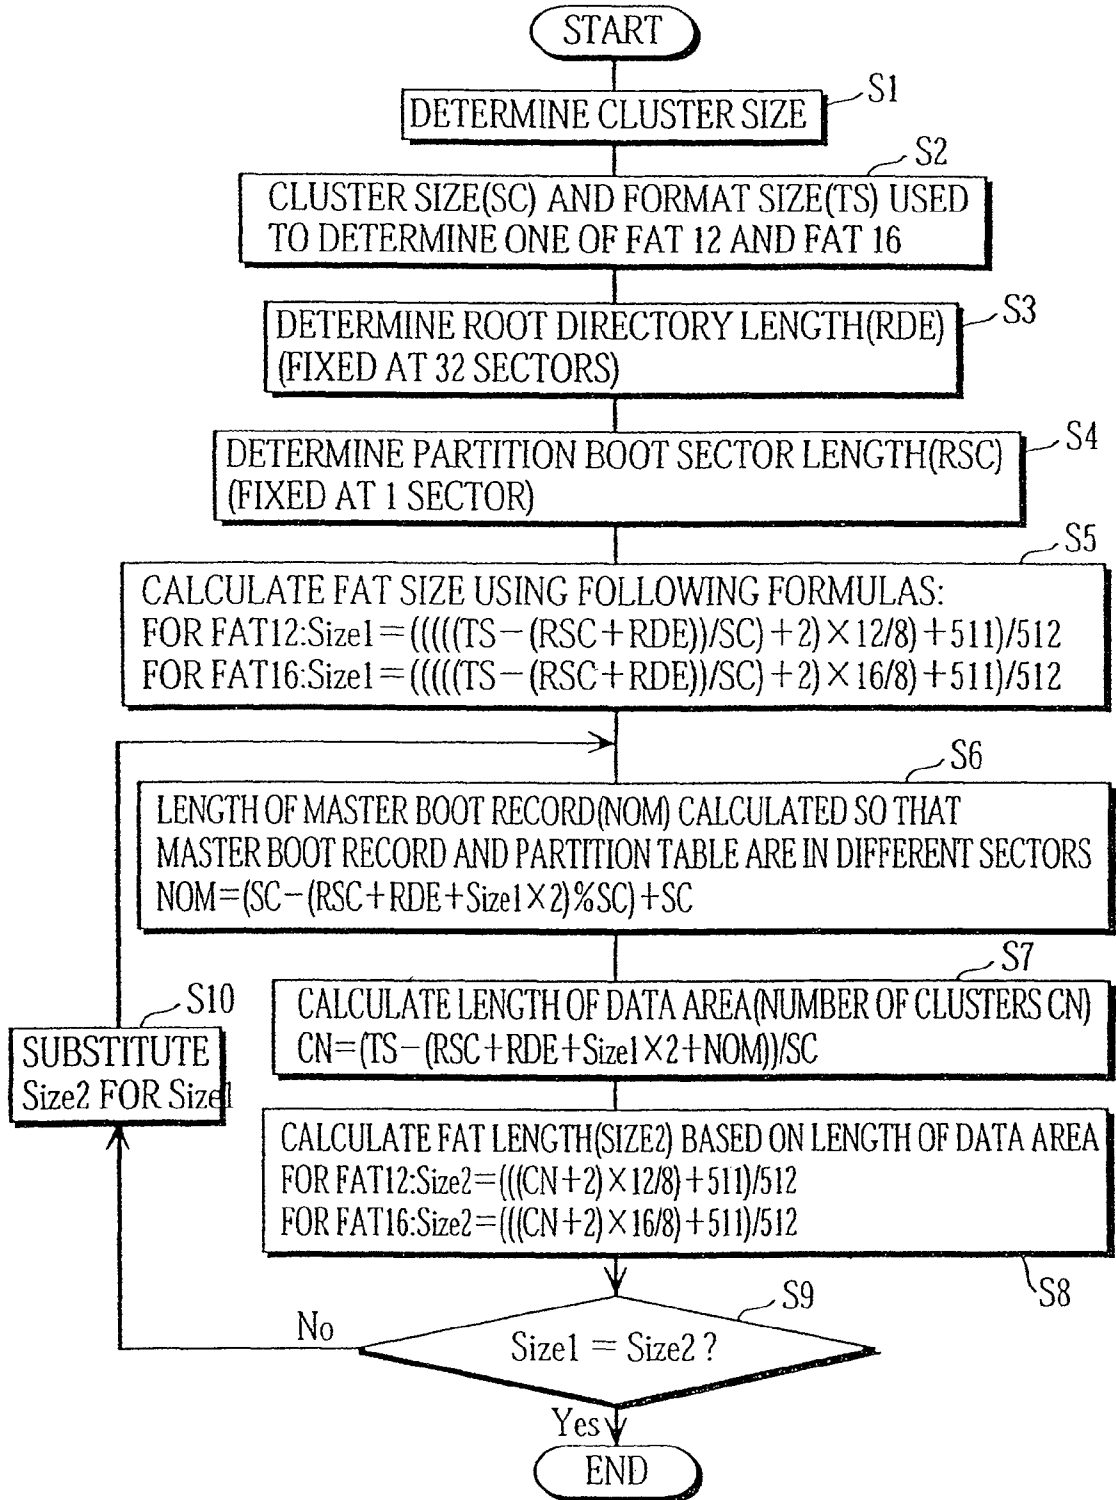 START
S1
DETERMINE CLUSTER SIZE
S2
CLUSTER SIZE(SC) AND FORMAT SIZE(TS) USED
TO DETERMINE ONE OF FAT 12 AND FAT 16
S3
DETERMINE ROOT DIRECTORY LENGTH(RDE)
(FIXED AT 32 SECTORS)
S4
DETERMINE PARTITION BOOT SECTOR LENGTH(RSC)
(FIXED AT 1 SECTOR)
S5
CALCULATE FAT SIZE USING FOLLOWING FORMULAS:
FOR FAT12:Size1=(((((TS-(RSC+RDE))/SC)+2)×12/8)+511)/512
FOR FAT16:Size1=(((((TS-(RSC+RDE))/SC)+2)×16/8)+511)/512
S6
LENGTH OF MASTER BOOT RECORD(NOM) CALCULATED SO THAT
MASTER BOOT RECORD AND PARTITION TABLE ARE IN DIFFERENT SECTORS
NOM=(SC-(RSC+RDE+Size1×2)%SC)+SC
S7
CALCULATE LENGTH OF DATA AREA(NUMBER OF CLUSTERS CN)
CN=(TS-(RSC+RDE+Size1×2+NOM))/SC
S10
SUBSTITUTE
Size2 FOR Size1
CALCULATE FAT LENGTH(SIZE2) BASED ON LENGTH OF DATA AREA
FOR FAT12:Size2=(((CN+2)×12/8)+511)/512
FOR FAT16:Size2=(((CN+2)×16/8)+511)/512
S8
S9
No
Size1 = Size2 ?
Yes
END